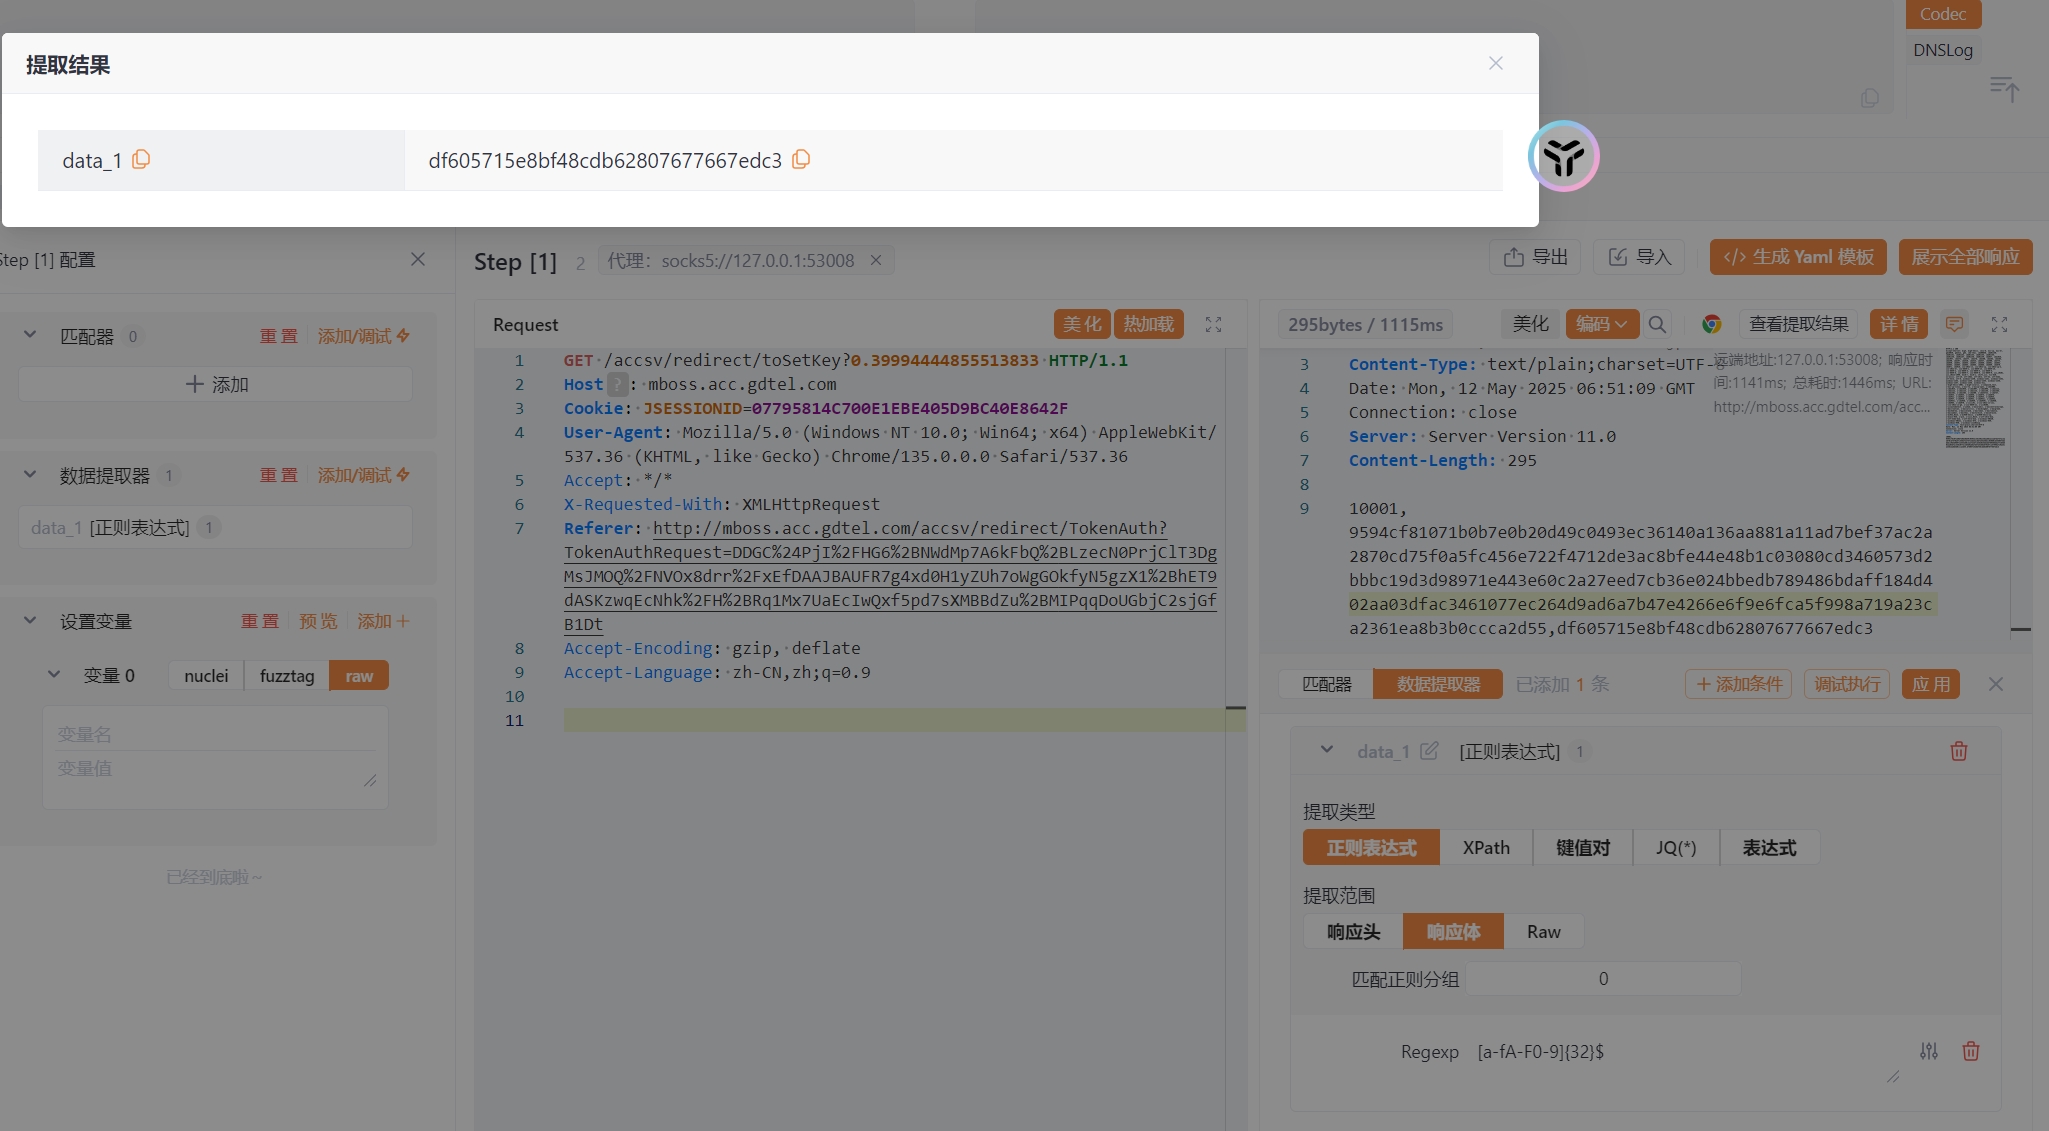 Codec
DNSLog
提取结果
data_1
df605715e8bf48cdb62807677667edc3
Step [1] 配置
匹配器 0 重置 添加/调试
添加
数据提取器 1 重置 添加/调试
data_1 [正则表达式] 1
设置变量 重置 预览 添加
变量 0 nuclei fuzztag raw
变量名
变量值
已经到底啦~
Step [1] 2 代理：socks5://127.0.0.1:53008
导出 导入 生成 Yaml 模板 展示全部响应
Request 美化 热加载
1 GET /accsv/redirect/toSetKey?0.39994444855513833 HTTP/1.1
2 Host ? : mboss.acc.gdtel.com
3 Cookie: JSESSIONID=07795814C700E1EBE405D9BC40E8642F
4 User-Agent: Mozilla/5.0 (Windows NT 10.0; Win64; x64) AppleWebKit/
537.36 (KHTML, like Gecko) Chrome/135.0.0.0 Safari/537.36
5 Accept: */*
6 X-Requested-With: XMLHttpRequest
7 Referer: http://mboss.acc.gdtel.com/accsv/redirect/TokenAuth?
TokenAuthRequest=DDGC%24PjI%2FHG6%2BNWdMp7A6kFbQ%2BLzecN0PrjClT3Dg
MsJMOQ%2FNVOx8drr%2FxEfDAAJBAUFR7g4xd0H1yZUh7oWgGOkfyN5gzX1%2BhET9
dASKzwqEcNhk%2FH%2BRq1Mx7UaEcIwQxf5pd7sXMBBdZu%2BMIPqqDoUGbjC2sjGf
B1Dt
8 Accept-Encoding: gzip, deflate
9 Accept-Language: zh-CN,zh;q=0.9
10
11
295bytes / 1115ms 美化 编码 查看提取结果 详情
3 Content-Type: text/plain;charset=UTF-8
4 Date: Mon, 12 May 2025 06:51:09 GMT
5 Connection: close
6 Server: Server Version 11.0
7 Content-Length: 295
8
9 10001,
9594cf81071b0b7e0b20d49c0493ec36140a136aa881a11ad7bef37ac2a
2870cd75f0a5fc456e722f4712de3ac8bfe44e48b1c03080cd3460573d2
bbbc19d3d98971e443e60c2a27eed7cb36e024bbedb789486bdaff184d4
02aa03dfac3461077ec264d9ad6a7b47e4266e6f9e6fca5f998a719a23c
a2361ea8b3b0ccca2d55,df605715e8bf48cdb62807677667edc3
远端地址:127.0.0.1:53008; 响应时
间:1141ms; 总耗时:1446ms; URL:
http://mboss.acc.gdtel.com/acc...
匹配器 数据提取器 已添加 1 条 添加条件 调试执行 应用
data_1 [正则表达式] 1
提取类型
正则表达式 XPath 键值对 JQ(*) 表达式
提取范围
响应头 响应体 Raw
匹配正则分组 0
Regexp [a-fA-F0-9]{32}$